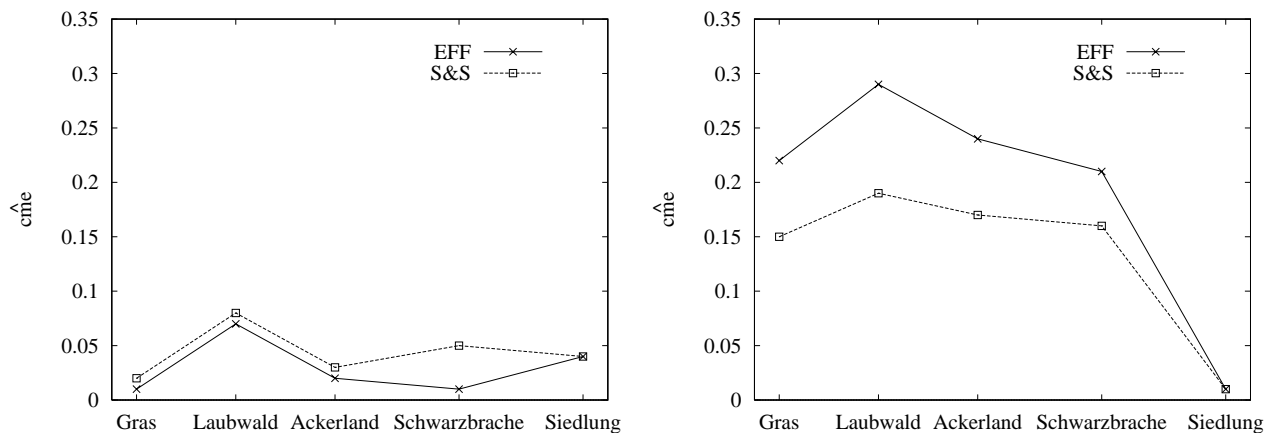 0.35
0.3
0.25
0.2
0.15
0.1
0.05
0
cme^
EFF
S&S
Gras Laubwald Ackerland Schwarzbrache Siedlung
0.35
0.3
0.25
0.2
0.15
0.1
0.05
0
cme^
EFF
S&S
Gras Laubwald Ackerland Schwarzbrache Siedlung